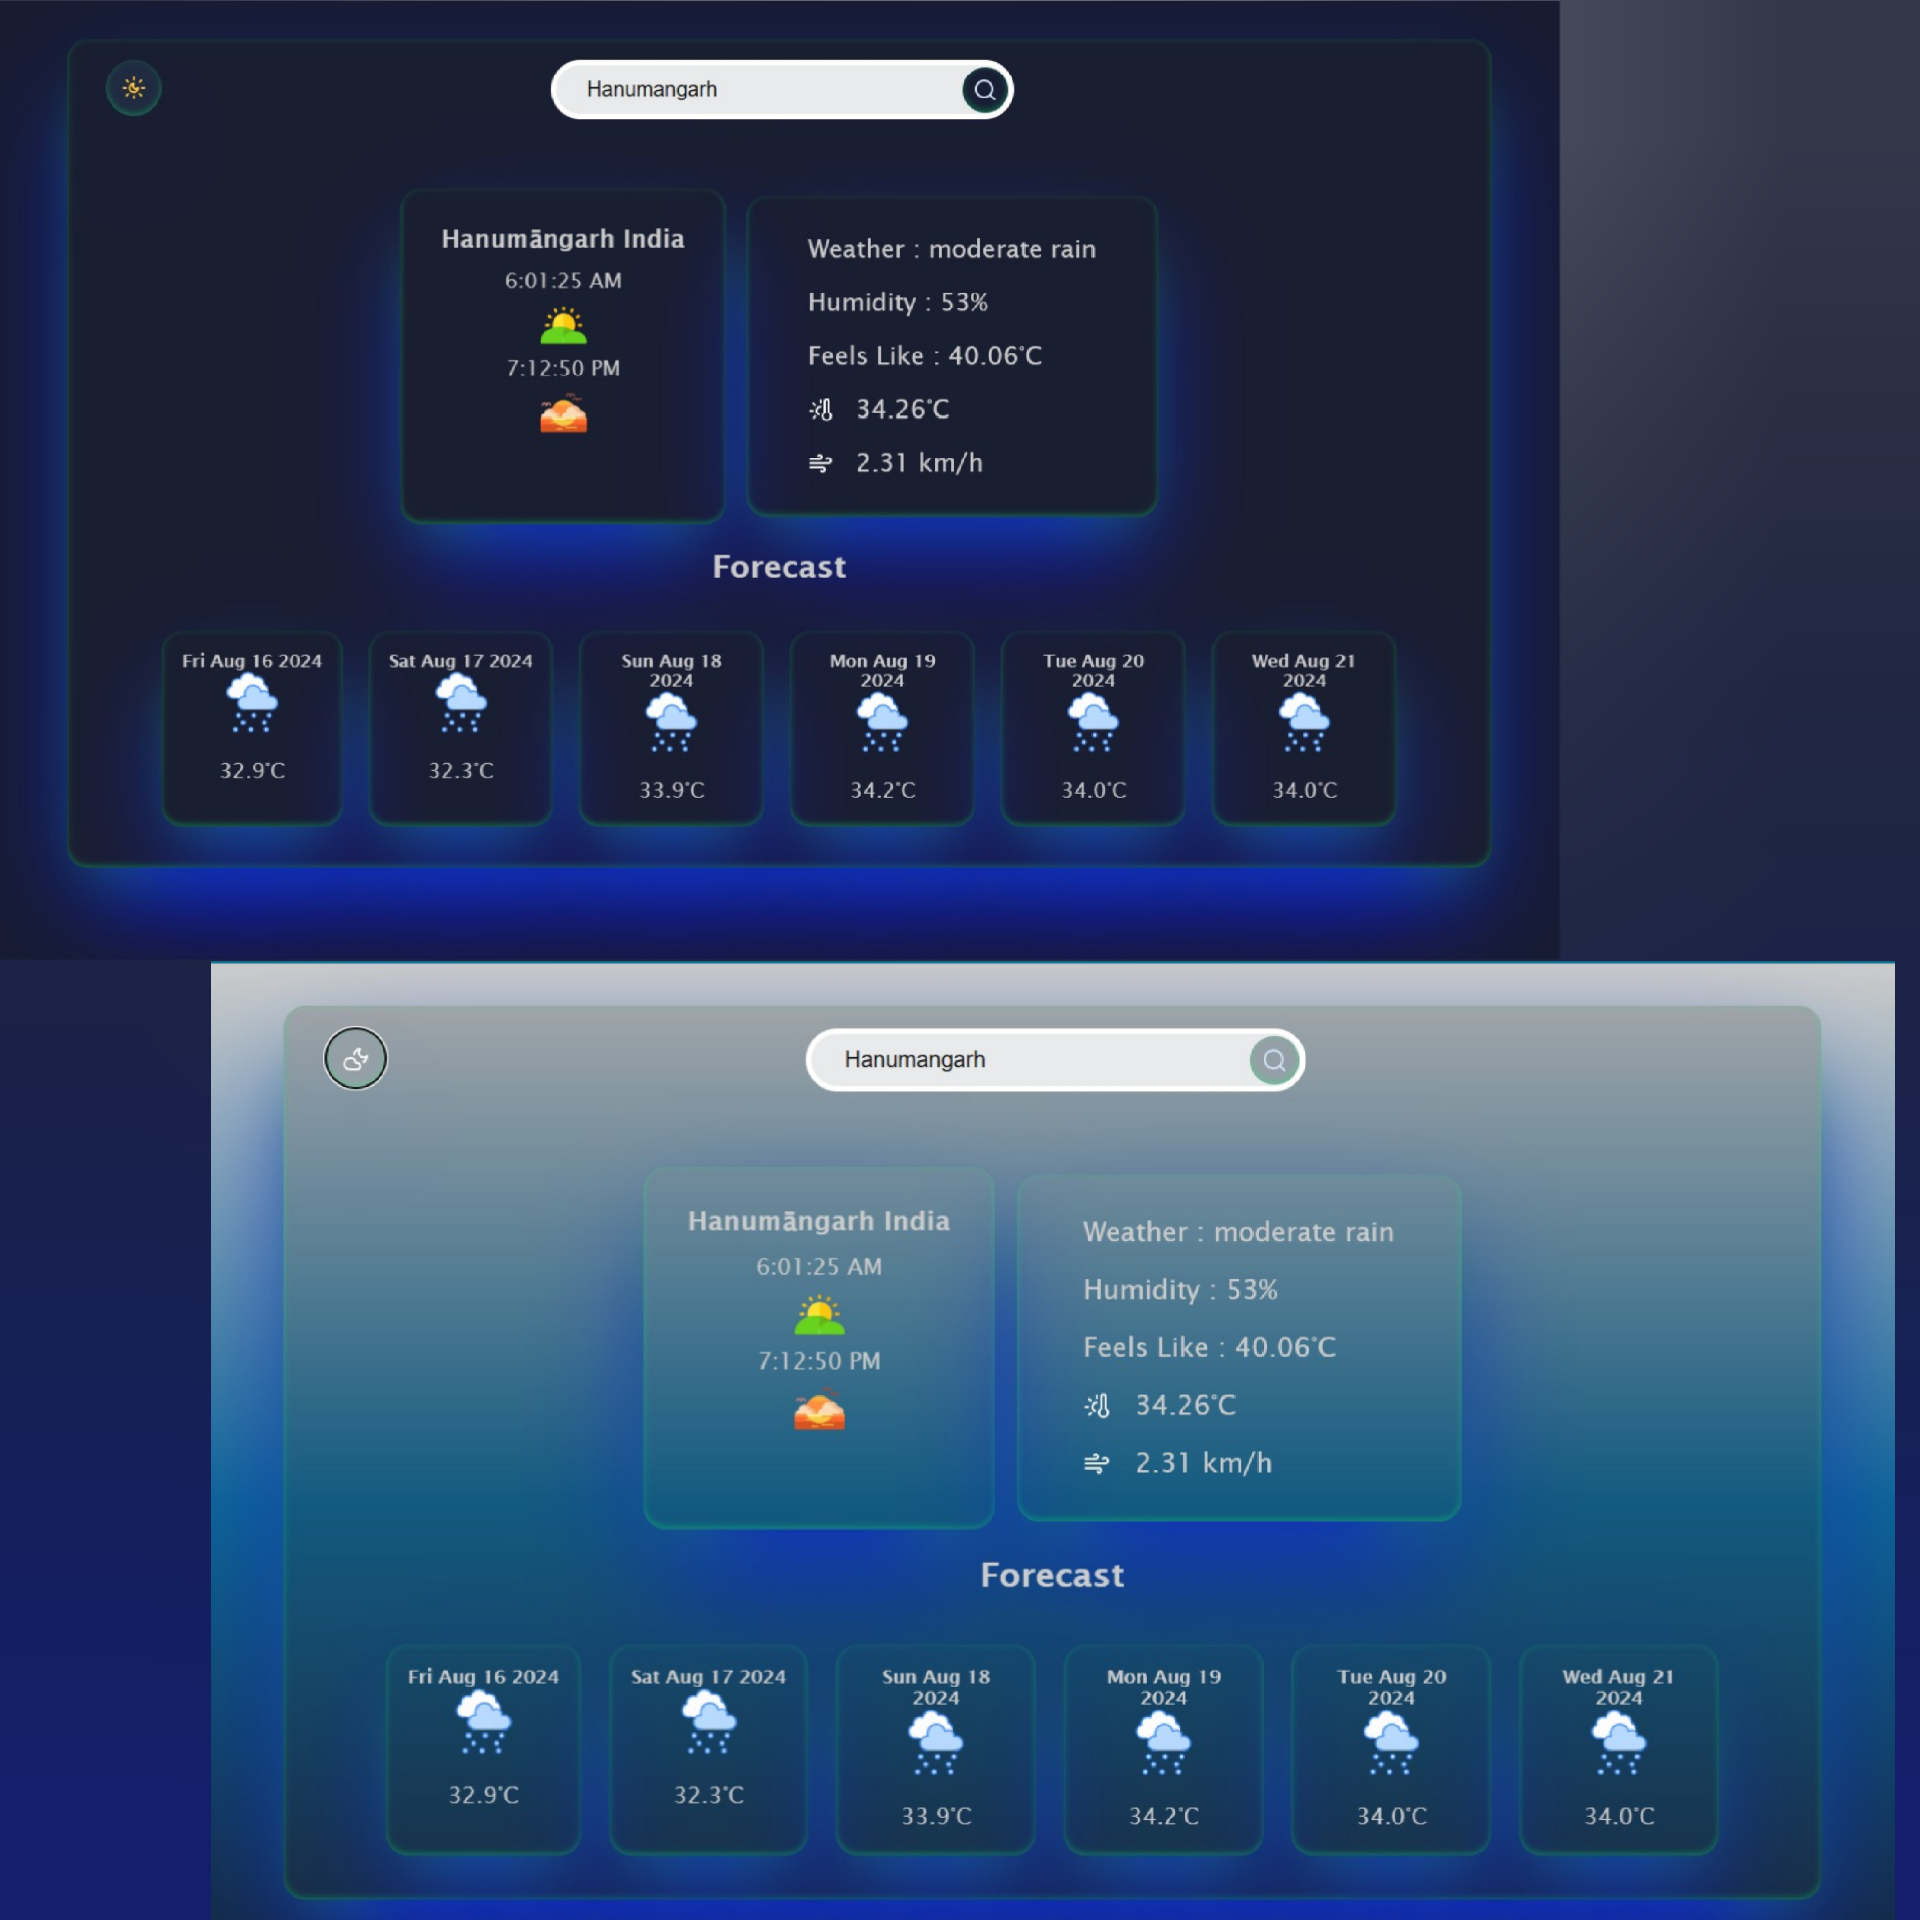 Hanumangarh
Hanumāngarh India
6:01:25 AM
7:12:50 PM
Weather : moderate rain
Humidity : 53%
Feels Like : 40.06°C
34.26°C
2.31 km/h
Forecast
Fri Aug 16 2024
32.9°C
Sat Aug 17 2024
32.3°C
Sun Aug 18
2024
33.9°C
Mon Aug 19
2024
34.2°C
Tue Aug 20
2024
34.0°C
Wed Aug 21
2024
34.0°C
Hanumangarh
Hanumāngarh India
6:01:25 AM
7:12:50 PM
Weather : moderate rain
Humidity : 53%
Feels Like : 40.06°C
34.26°C
2.31 km/h
Forecast
Fri Aug 16 2024
32.9°C
Sat Aug 17 2024
32.3°C
Sun Aug 18
2024
33.9°C
Mon Aug 19
2024
34.2°C
Tue Aug 20
2024
34.0°C
Wed Aug 21
2024
34.0°C